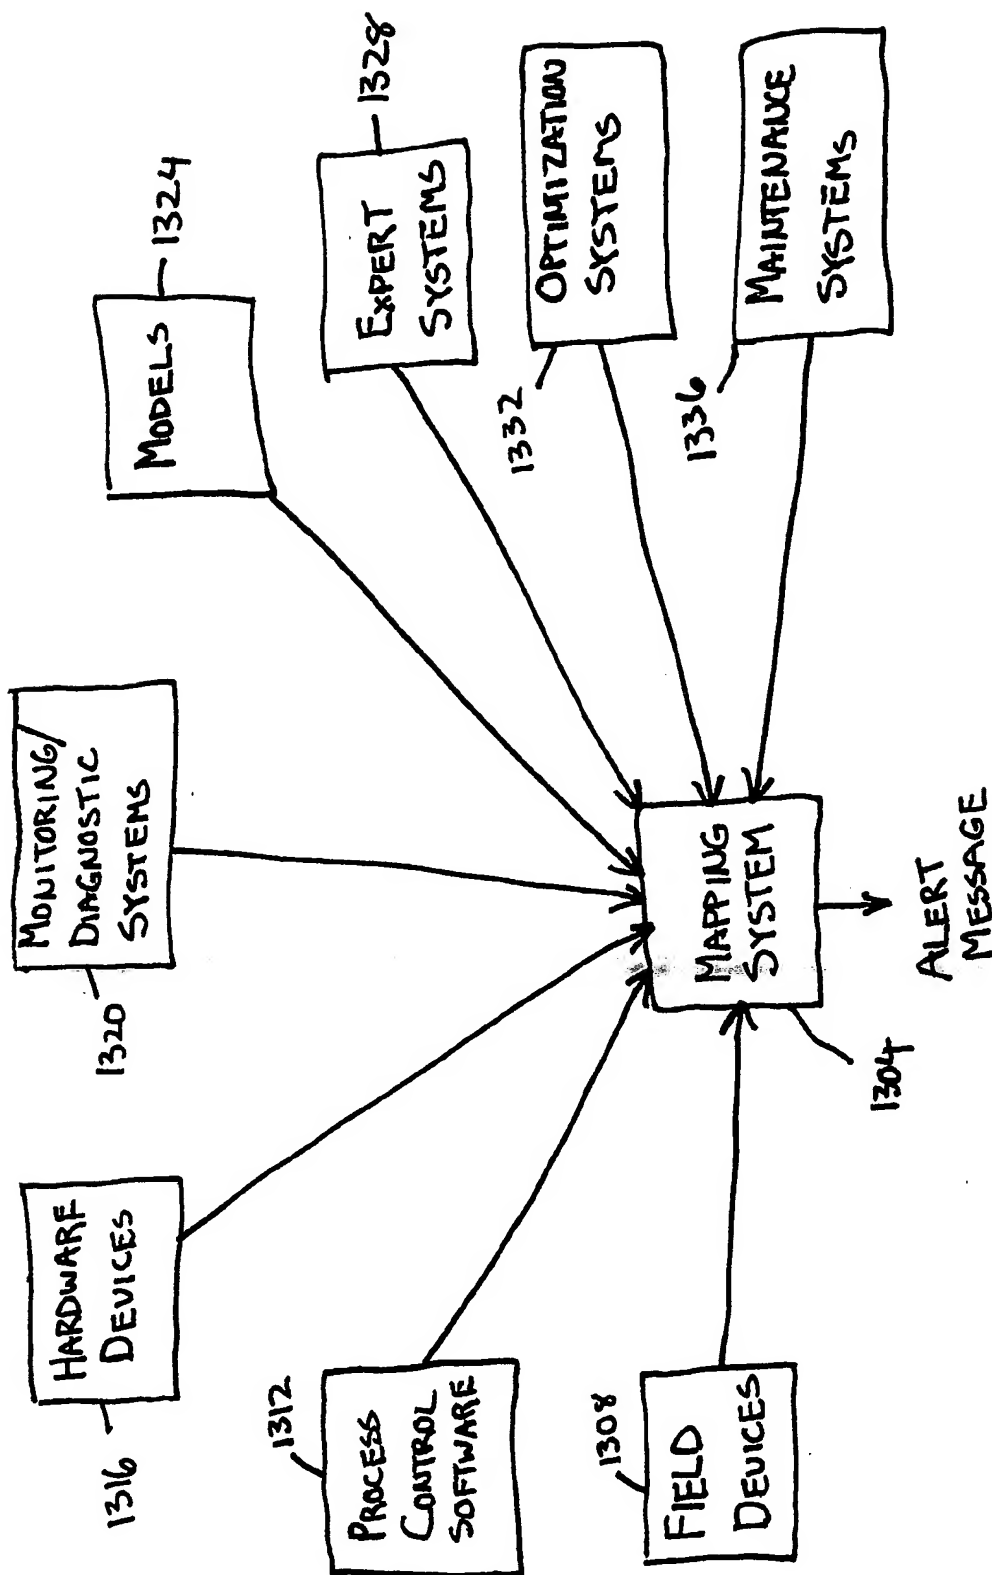 MONITORING/
DIAGNOSTIC
SYSTEMS
1320
HARDWARE
DEVICES
1316
MODELS
1324
PROCESS
CONTROL
SOFTWARE
1312
EXPERT
SYSTEMS
1328
FIELD
DEVICES
1308
OPTIMIZATION
SYSTEMS
1332
MAPPING
SYSTEM
1304
MAINTENANCE
SYSTEMS
1336
ALERT
MESSAGE